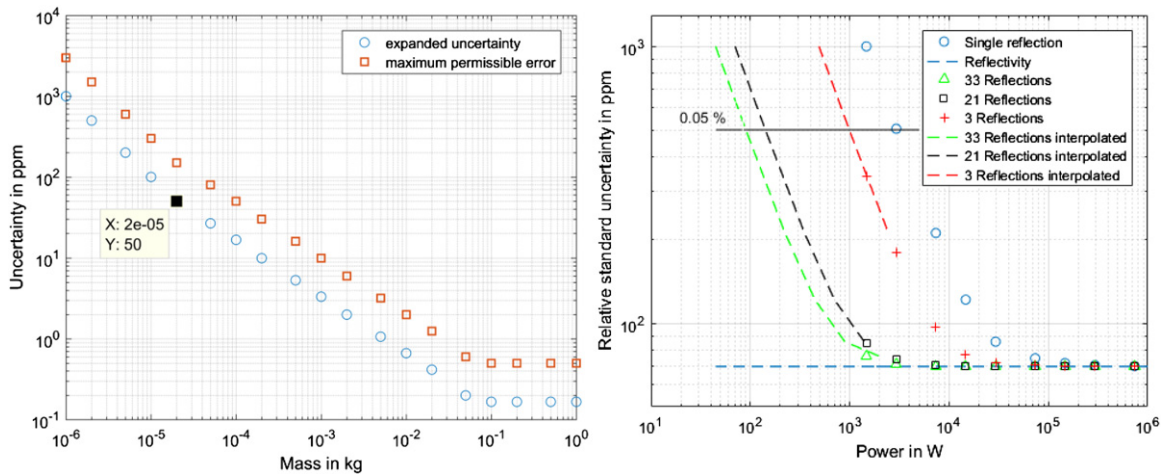 10^4
10^3
10^2
10^1
10^0
10^-1
Uncertainty in ppm
expanded uncertainty
maximum permissible error
X: 2e-05
Y: 50
10^-6 10^-5 10^-4 10^-3 10^-2 10^-1 10^0
Mass in kg
10^3
10^2
Relative standard uncertainty in ppm
0.05 %
Single reflection
Reflectivity
33 Reflections
21 Reflections
3 Reflections
33 Reflections interpolated
21 Reflections interpolated
3 Reflections interpolated
10^1 10^2 10^3 10^4 10^5 10^6
Power in W